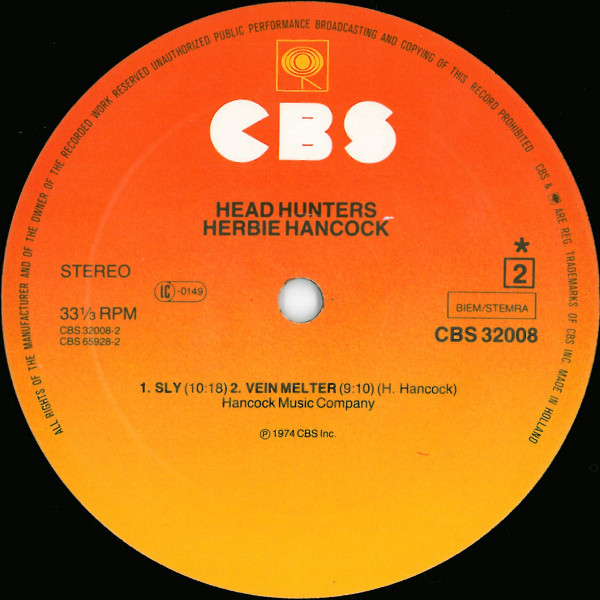 ALL RIGHTS OF THE MANUFACTURER AND OF THE OWNER OF THE RECORDED WORK RESERVED UNAUTHORIZED PUBLIC PERFORMANCE BROADCASTING AND COPYING OF THIS RECORD PROHIBITED CBS & ARE REG. TRADEMARKS OF CBS INC. MADE IN HOLLAND
CBS
HEAD HUNTERS
HERBIE HANCOCK
STEREO
LC-0149
* 2
33⅓ RPM
BIEM/STEMRA
CBS 32008-2
CBS 65928-2
CBS 32008
1. SLY (10:18) 2. VEIN MELTER (9:10) (H. Hancock)
Hancock Music Company
℗ 1974 CBS Inc.